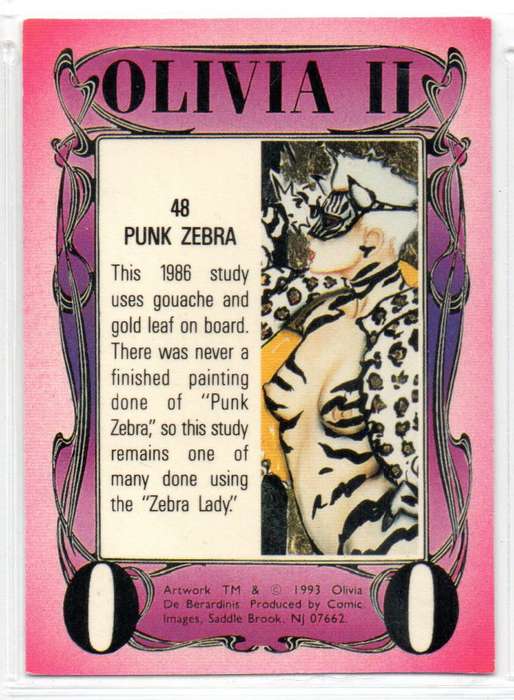 OLIVIA II
48
PUNK ZEBRA
This 1986 study
uses gouache and
gold leaf on board.
There was never a
finished painting
done of "Punk
Zebra," so this study
remains one of
many done using
the "Zebra Lady."
Artwork TM & © 1993 Olivia
De Berardinis Produced by Comic
Images, Saddle Brook, NJ 07662.
O O